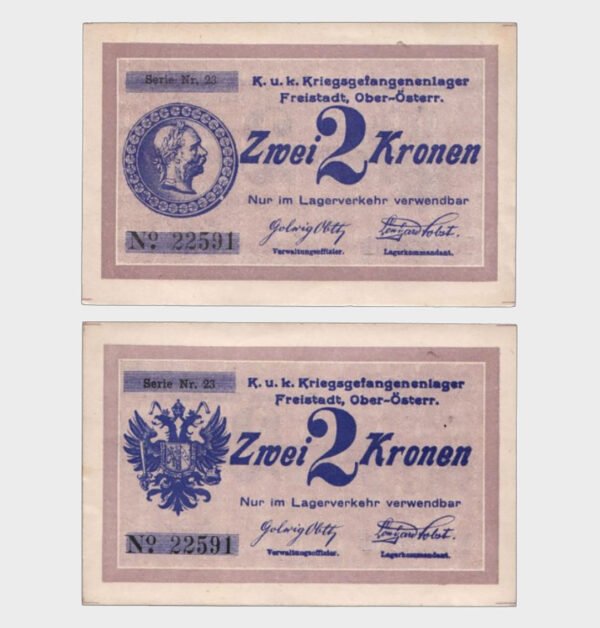 Serie Nr. 23
K. u. k. Kriegsgefangenenlager
Freistadt, Ober-Österr.
Zwei 2 Kronen
Nur im Lagerverkehr verwendbar
No. 22591
Verwaltungsoffizier.
Lagerkommandant.
Serie Nr. 23
K. u. k. Kriegsgefangenenlager
Freistadt, Ober-Österr.
Zwei 2 Kronen
Nur im Lagerverkehr verwendbar
No. 22591
Verwaltungsoffizier.
Lagerkommandant.